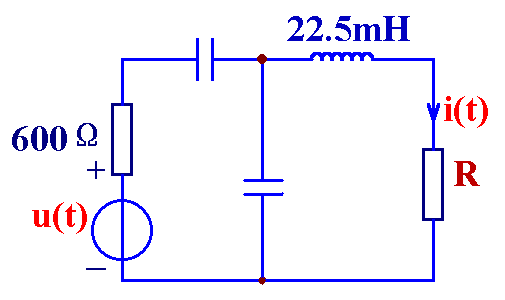 22.5mH
i(t)
600 Ω
+
R
u(t)
−